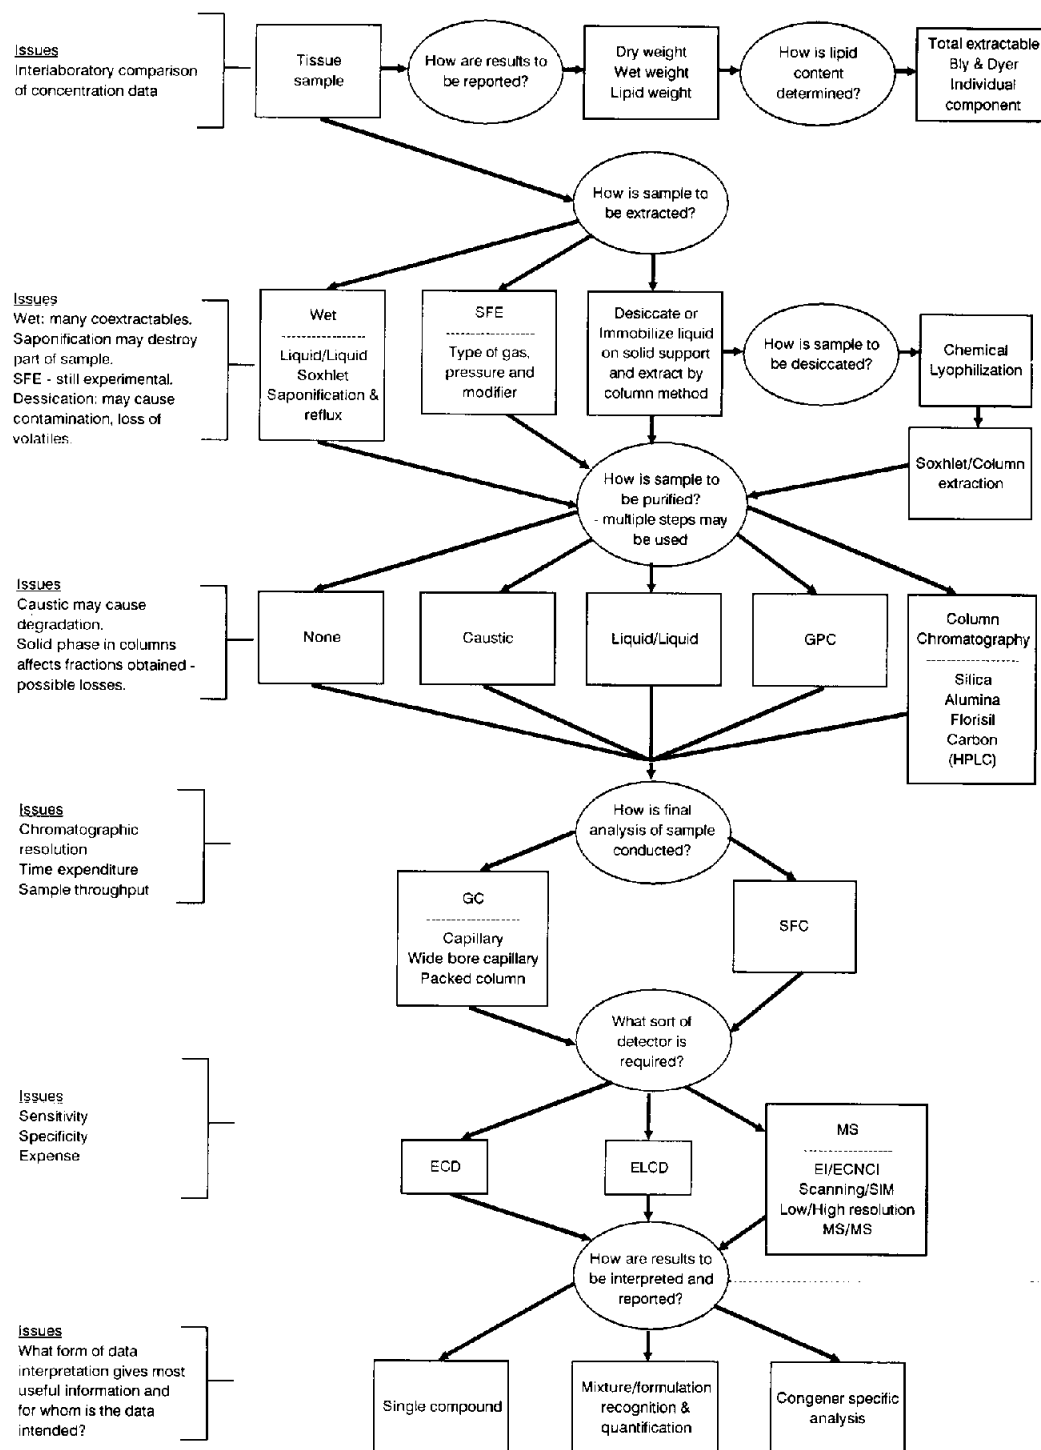 Issues
Interlaboratory comparison
of concentration data
Tissue
sample
How are results to
be reported?
Dry weight
Wet weight
Lipid weight
How is lipid
content
determined?
Total extractable
Bly & Dyer
Individual
component
How is sample to
be extracted?
Issues
Wet: many coextractables.
Saponification may destroy
part of sample.
SFE - still experimental.
Dessication: may cause
contamination, loss of
volatiles.
Wet
Liquid/Liquid
Soxhlet
Saponification &
reflux
SFE
Type of gas,
pressure and
modifier
Desiccate or
Immobilize liquid
on solid support
and extract by
column method
How is sample to
be desiccated?
Chemical
Lyophilization
Soxhlet/Column
extraction
How is sample to
be purified?
- multiple steps may
be used
Issues
Caustic may cause
degradation.
Solid phase in columns
affects fractions obtained -
possible losses.
None
Caustic
Liquid/Liquid
GPC
Column
Chromatography
Silica
Alumina
Florisil
Carbon
(HPLC)
Issues
Chromatographic
resolution
Time expenditure
Sample throughput
How is final
analysis of sample
conducted?
GC
Capillary
Wide bore capillary
Packed column
SFC
What sort of
detector is
required?
Issues
Sensitivity
Specificity
Expense
ECD
ELCD
MS
EI/ECNCI
Scanning/SIM
Low/High resolution
MS/MS
How are results to
be interpreted and
reported?
Issues
What form of data
interpretation gives most
useful information and
for whom is the data
intended?
Single compound
Mixture/formulation
recognition &
quantification
Congener specific
analysis